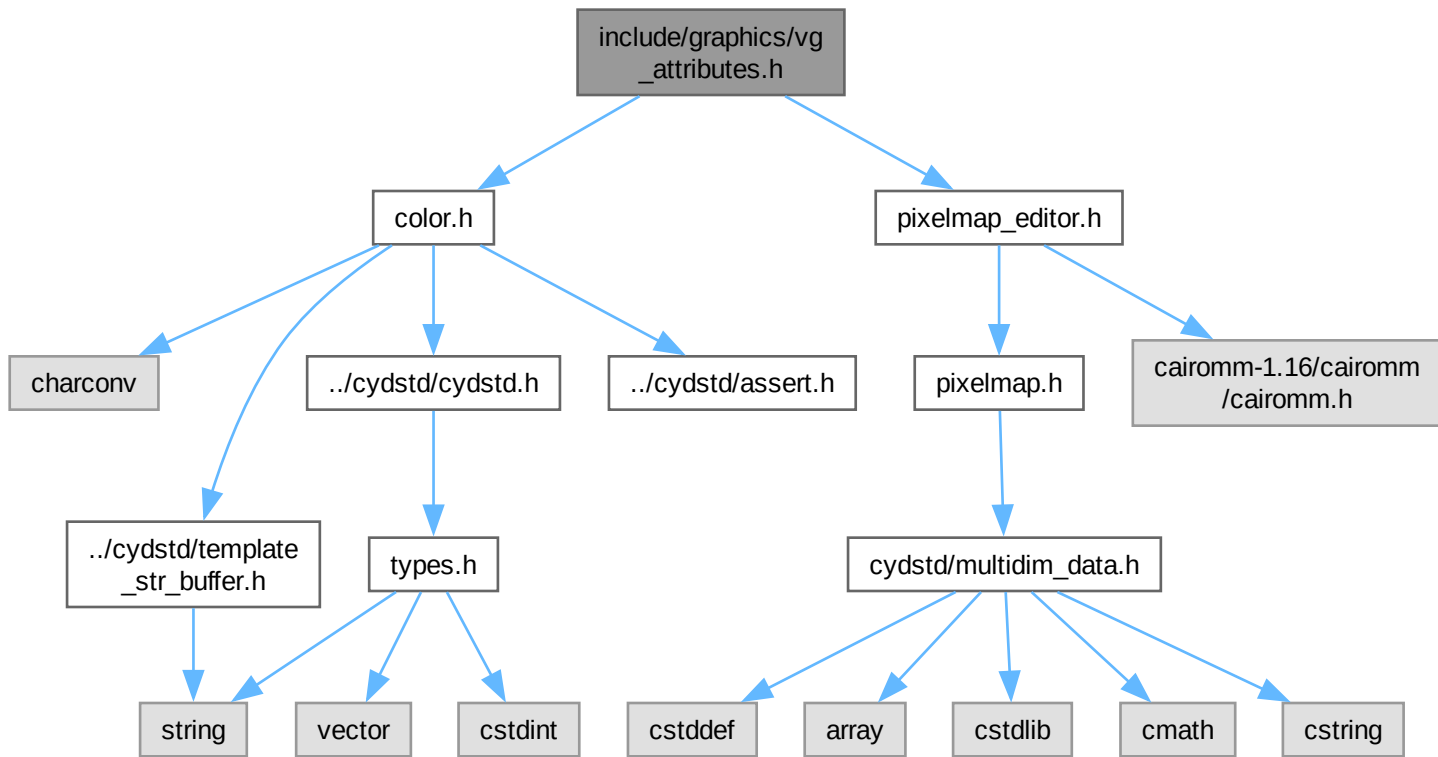 include/graphics/vg
_attributes.h
color.h
pixelmap_editor.h
charconv
../cydstd/cydstd.h
../cydstd/assert.h
pixelmap.h
cairomm-1.16/cairomm
/cairomm.h
../cydstd/template
_str_buffer.h
types.h
cydstd/multidim_data.h
string
vector
cstdint
cstddef
array
cstdlib
cmath
cstring